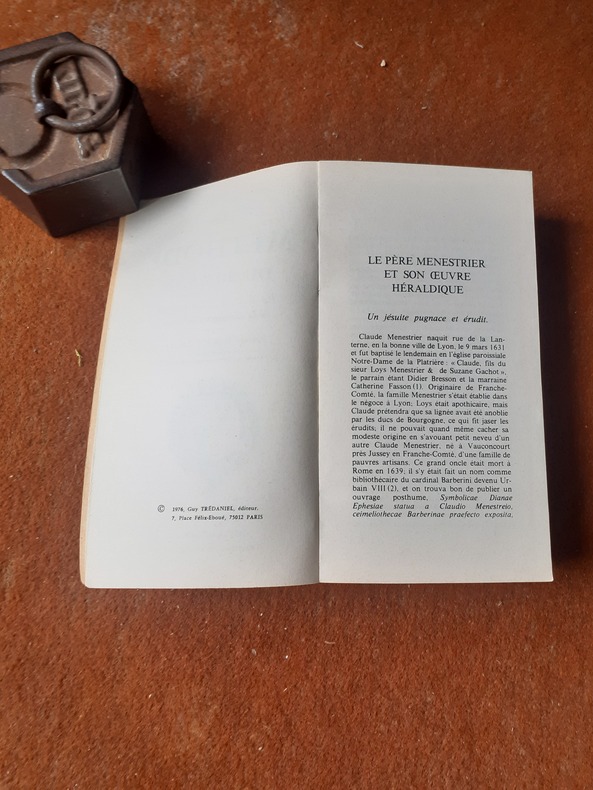 © 1976, Guy TRÉDANIEL, éditeur.
7, Place Félix-Eboué, 75012 PARIS
LE PÈRE MENESTRIER
ET SON ŒUVRE
HÉRALDIQUE
Un jésuite pugnace et érudit.
Claude Menestrier naquit rue de la Lan-
terne, en la bonne ville de Lyon, le 9 mars 1631
et fut baptisé le lendemain en l'église paroissiale
Notre-Dame de la Platrière : « Claude, fils du
sieur Loys Menestrier & de Suzane Gachot »,
le parrain étant Didier Bresson et la marraine
Catherine Fasson (1). Originaire de Franche-
Comté, la famille Menestrier s'était établie dans
le négoce à Lyon; Loys était apothicaire, mais
Claude prétendra que sa lignée avait été anoblie
par les ducs de Bourgogne, ce qui fit jaser les
érudits; il ne pouvait quand même cacher sa
modeste origine en s'avouant petit neveu d'un
autre Claude Menestrier, né à Vauconcourt
près Jussey en Franche-Comté, d'une famille de
pauvres artisans. Ce grand oncle était mort à
Rome en 1639; il s'y était fait un nom comme
bibliothécaire du cardinal Barberini devenu Ur-
bain VIII (2), et on trouva bon de publier un
ouvrage posthume, Symbolicae Dianae
Ephesiae statua a Claudio Menestreio,
ceimeliothecae Barberinae praefecto exposita,